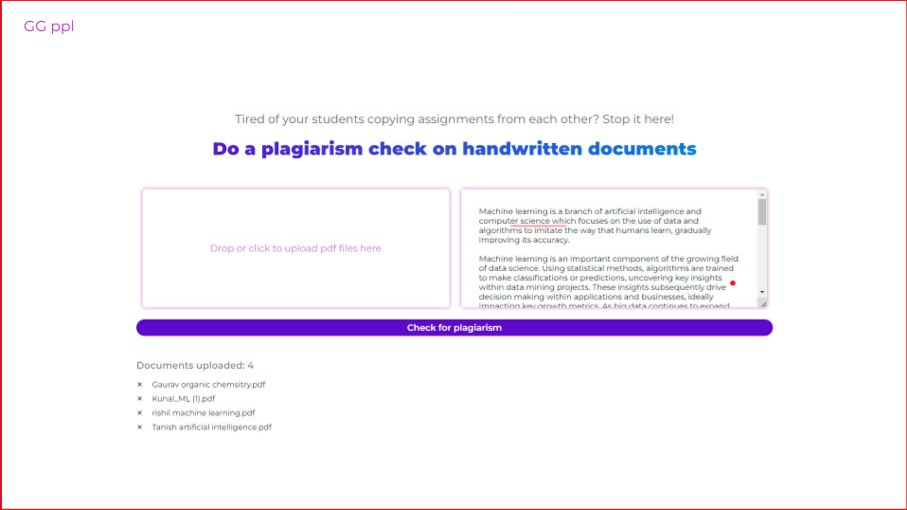 GG ppl
Tired of your students copying assignments from each other? Stop it here!
Do a plagiarism check on handwritten documents
Drop or click to upload pdf files here
Machine learning is a branch of artificial intelligence and
computer science which focuses on the use of data and
algorithms to imitate the way that humans learn, gradually
improving its accuracy.
Machine learning is an important component of the growing field
of data science. Using statistical methods, algorithms are trained
to make classifications or predictions, uncovering key insights
within data mining projects. These insights subsequently drive
decision making within applications and businesses, ideally
impacting key growth metrics. As big data continues to expand
Check for plagiarism
Documents uploaded: 4
× Gaurav organic chemsitry.pdf
× Kunal_ML (1).pdf
× rishil machine learning.pdf
× Tanish artificial intelligence.pdf